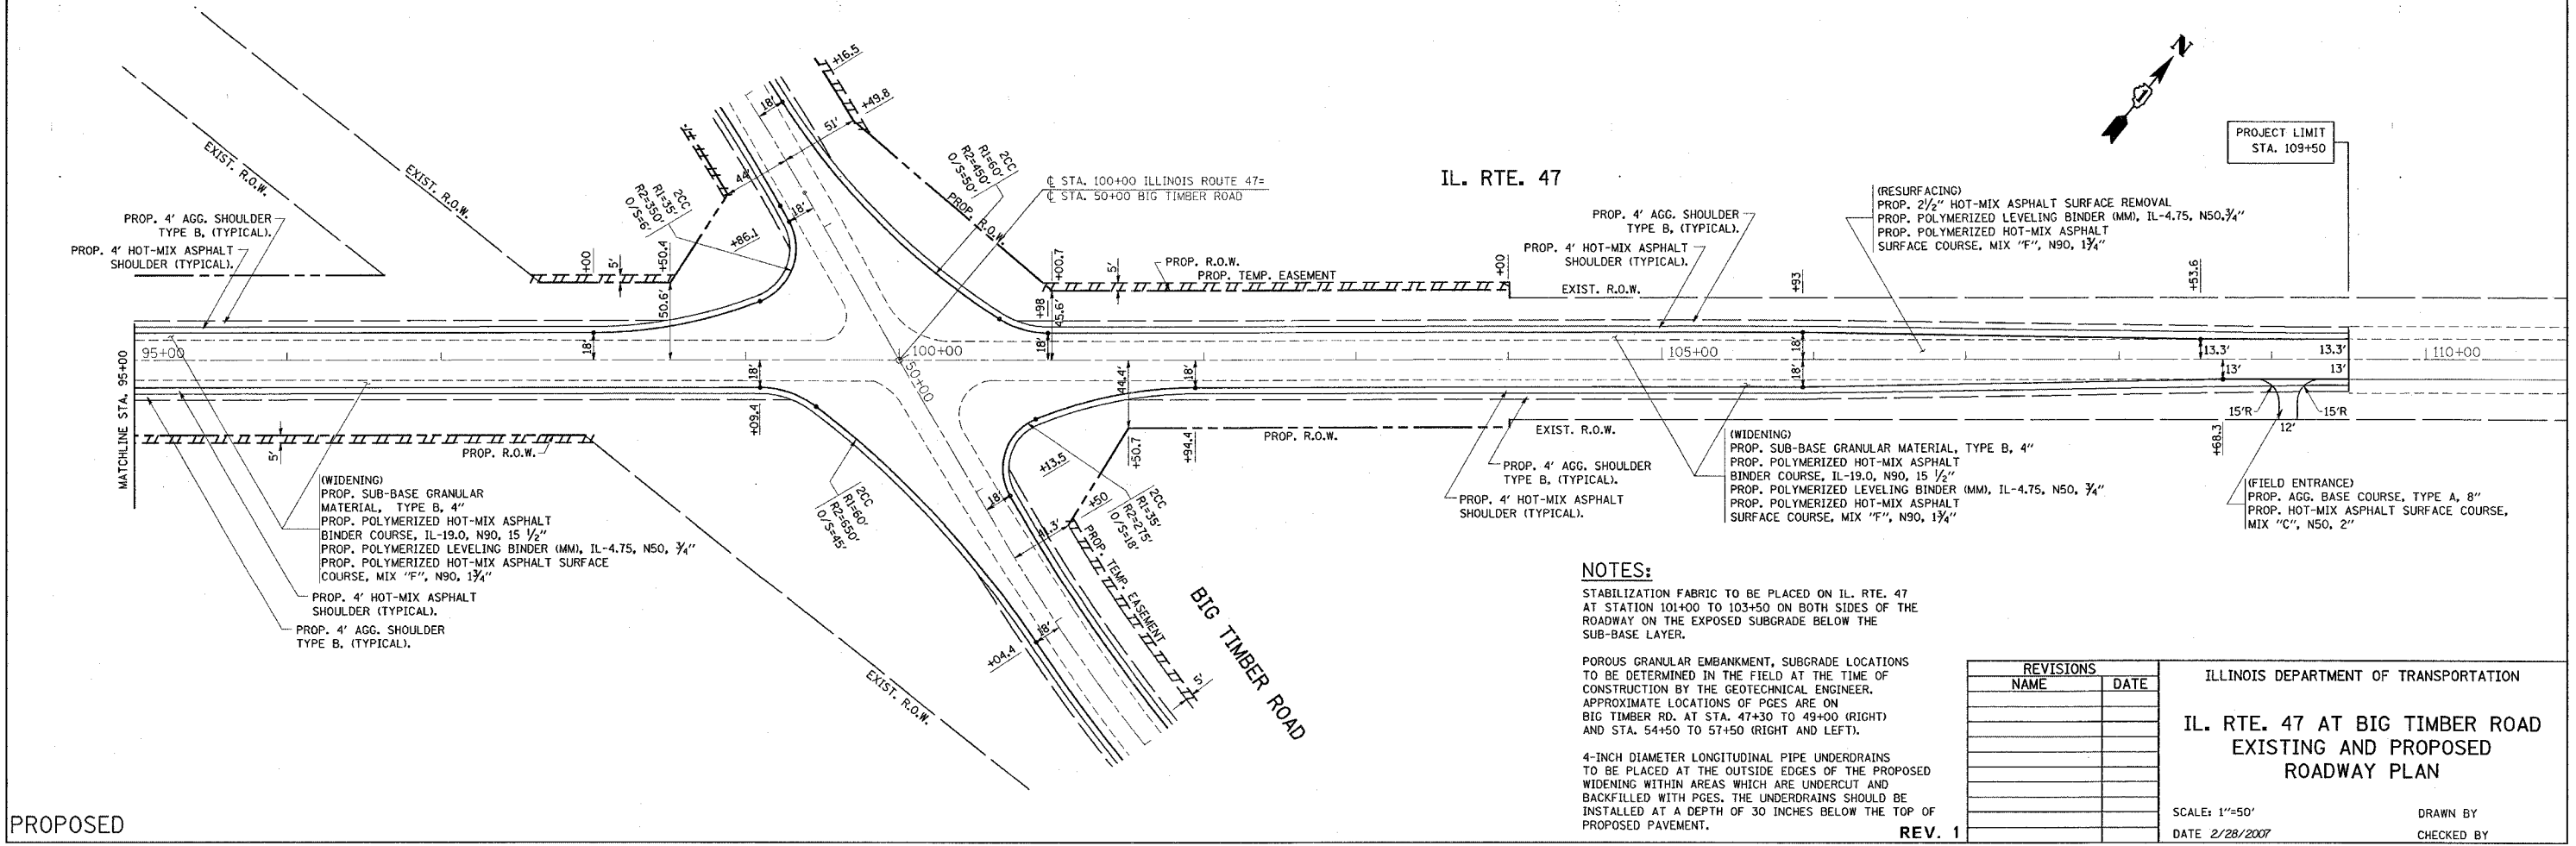 +16.5
+49.8
18'
51'
44'
18'
EXIST. R.O.W.
EXIST. R.O.W.
2CC
R1=35'
R2=350'
O/S=6'
+86.1
2CC
R1=60'
R2=450'
O/S=50'
PROP. R.O.W.
℄ STA. 100+00 ILLINOIS ROUTE 47=
℄ STA. 50+00 BIG TIMBER ROAD
IL. RTE. 47
N
PROJECT LIMIT
STA. 109+50
PROP. 4' AGG. SHOULDER
TYPE B, (TYPICAL).
PROP. 4' HOT-MIX ASPHALT
SHOULDER (TYPICAL).
+00
5'
+50.4
50.6'
+00.7
+98
45.6'
5'
PROP. R.O.W.
PROP. TEMP. EASEMENT
+00
EXIST. R.O.W.
PROP. 4' AGG. SHOULDER
TYPE B, (TYPICAL).
PROP. 4' HOT-MIX ASPHALT
SHOULDER (TYPICAL).
(RESURFACING)
PROP. 2½" HOT-MIX ASPHALT SURFACE REMOVAL
PROP. POLYMERIZED LEVELING BINDER (MM), IL-4.75, N50,¾"
PROP. POLYMERIZED HOT-MIX ASPHALT
SURFACE COURSE, MIX "F", N90, 1¾"
+93
+53.6
MATCHLINE STA. 95+00
95+00
18'
18'
100+00
50+00
18'
44.4'
18'
105+00
18'
18'
13.3'
13'
13.3'
13'
110+00
5'
PROP. R.O.W.
+09.4
+50.7
+94.4
PROP. R.O.W.
EXIST. R.O.W.
+68.3
15'R
15'R
12'
(WIDENING)
PROP. SUB-BASE GRANULAR
MATERIAL, TYPE B, 4"
PROP. POLYMERIZED HOT-MIX ASPHALT
BINDER COURSE, IL-19.0, N90, 15 ½"
PROP. POLYMERIZED LEVELING BINDER (MM), IL-4.75, N50, ¾"
PROP. POLYMERIZED HOT-MIX ASPHALT SURFACE
COURSE, MIX "F", N90, 1¾"
PROP. 4' HOT-MIX ASPHALT
SHOULDER (TYPICAL).
PROP. 4' AGG. SHOULDER
TYPE B, (TYPICAL).
2CC
R1=60'
R2=650'
O/S=45'
+13.5
+50
2CC
R1=35'
R2=275'
O/S=18'
18'
41.3'
PROP. TEMP. EASEMENT
18'
+04.4
5'
EXIST. R.O.W.
BIG TIMBER ROAD
PROP. 4' AGG. SHOULDER
TYPE B, (TYPICAL).
PROP. 4' HOT-MIX ASPHALT
SHOULDER (TYPICAL).
(WIDENING)
PROP. SUB-BASE GRANULAR MATERIAL, TYPE B, 4"
PROP. POLYMERIZED HOT-MIX ASPHALT
BINDER COURSE, IL-19.0, N90, 15 ½"
PROP. POLYMERIZED LEVELING BINDER (MM), IL-4.75, N50, ¾"
PROP. POLYMERIZED HOT-MIX ASPHALT
SURFACE COURSE, MIX "F", N90, 1¾"
(FIELD ENTRANCE)
PROP. AGG. BASE COURSE, TYPE A, 8"
PROP. HOT-MIX ASPHALT SURFACE COURSE,
MIX "C", N50, 2"
NOTES:
STABILIZATION FABRIC TO BE PLACED ON IL. RTE. 47
AT STATION 101+00 TO 103+50 ON BOTH SIDES OF THE
ROADWAY ON THE EXPOSED SUBGRADE BELOW THE
SUB-BASE LAYER.
POROUS GRANULAR EMBANKMENT, SUBGRADE LOCATIONS
TO BE DETERMINED IN THE FIELD AT THE TIME OF
CONSTRUCTION BY THE GEOTECHNICAL ENGINEER.
APPROXIMATE LOCATIONS OF PGES ARE ON
BIG TIMBER RD. AT STA. 47+30 TO 49+00 (RIGHT)
AND STA. 54+50 TO 57+50 (RIGHT AND LEFT).
4-INCH DIAMETER LONGITUDINAL PIPE UNDERDRAINS
TO BE PLACED AT THE OUTSIDE EDGES OF THE PROPOSED
WIDENING WITHIN AREAS WHICH ARE UNDERCUT AND
BACKFILLED WITH PGES. THE UNDERDRAINS SHOULD BE
INSTALLED AT A DEPTH OF 30 INCHES BELOW THE TOP OF
PROPOSED PAVEMENT.
REV. 1
REVISIONS
NAME DATE
ILLINOIS DEPARTMENT OF TRANSPORTATION
IL. RTE. 47 AT BIG TIMBER ROAD
EXISTING AND PROPOSED
ROADWAY PLAN
SCALE: 1"=50'
DRAWN BY
DATE 2/28/2007
CHECKED BY
PROPOSED